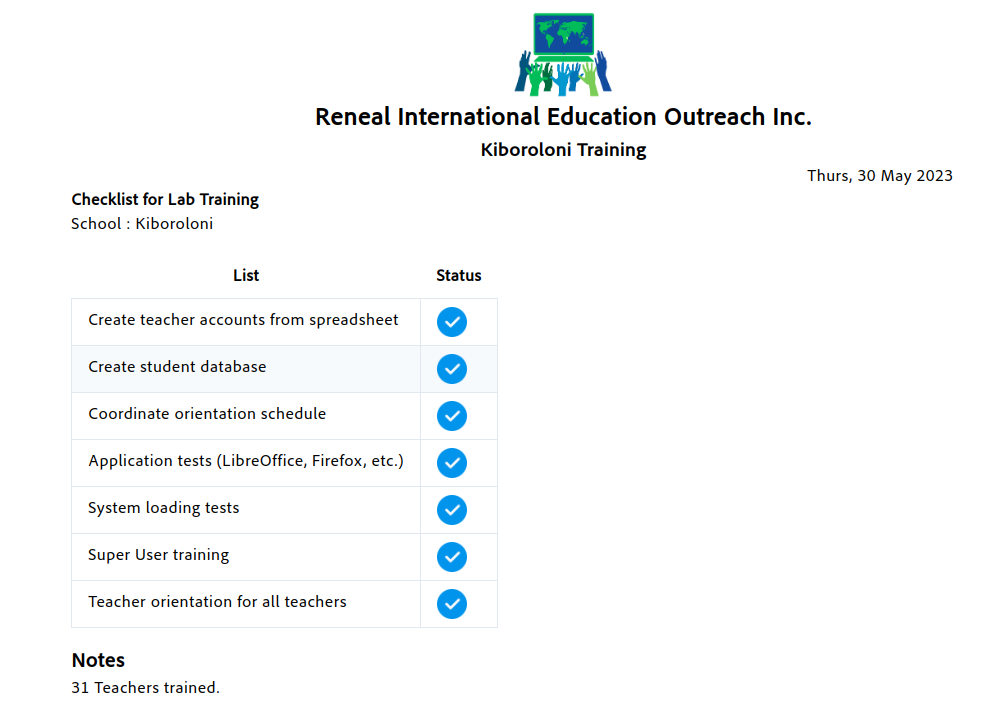 Reneal International Education Outreach Inc.
Kiboroloni Training
Thurs, 30 May 2023
Checklist for Lab Training
School : Kiboroloni
List Status
Create teacher accounts from spreadsheet
Create student database
Coordinate orientation schedule
Application tests (LibreOffice, Firefox, etc.)
System loading tests
Super User training
Teacher orientation for all teachers
Notes
31 Teachers trained.